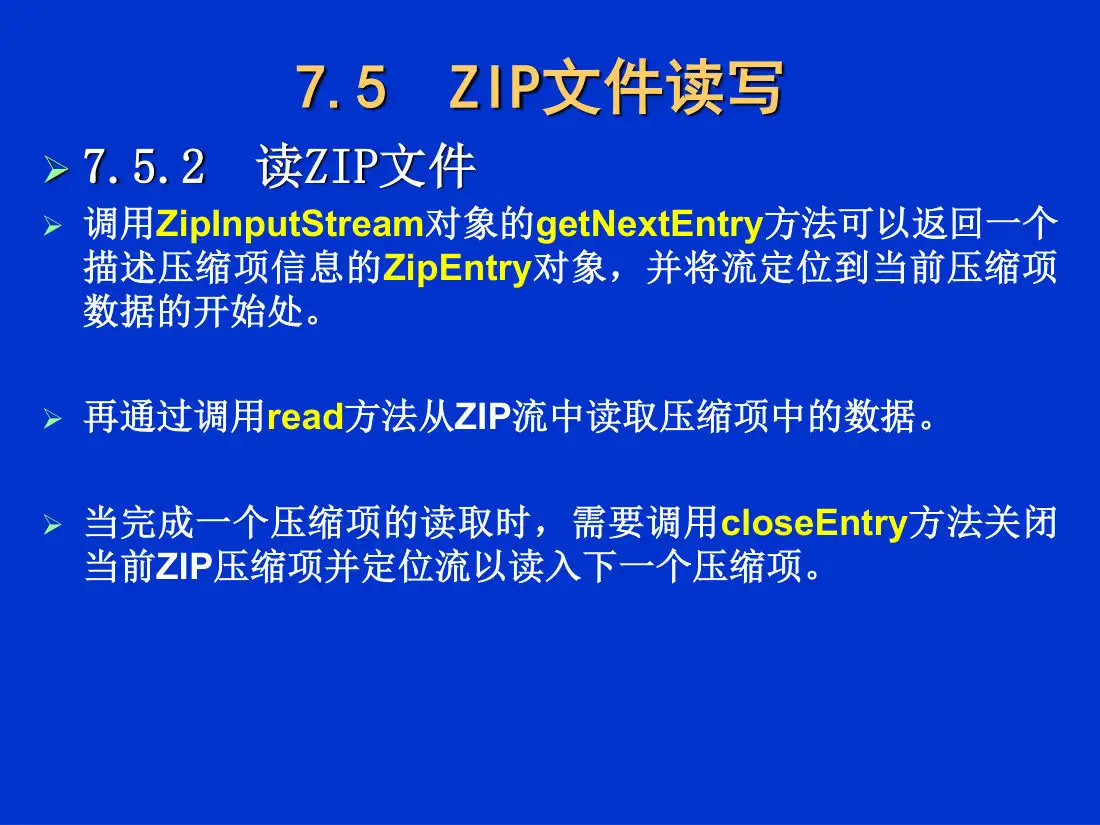 7.5 ZIP文件读写
7.5.2 读ZIP文件
调用ZipInputStream对象的getNextEntry方法可以返回一个
描述压缩项信息的ZipEntry对象，并将流定位到当前压缩项
数据的开始处。
再通过调用read方法从ZIP流中读取压缩项中的数据。
当完成一个压缩项的读取时，需要调用closeEntry方法关闭
当前ZIP压缩项并定位流以读入下一个压缩项。